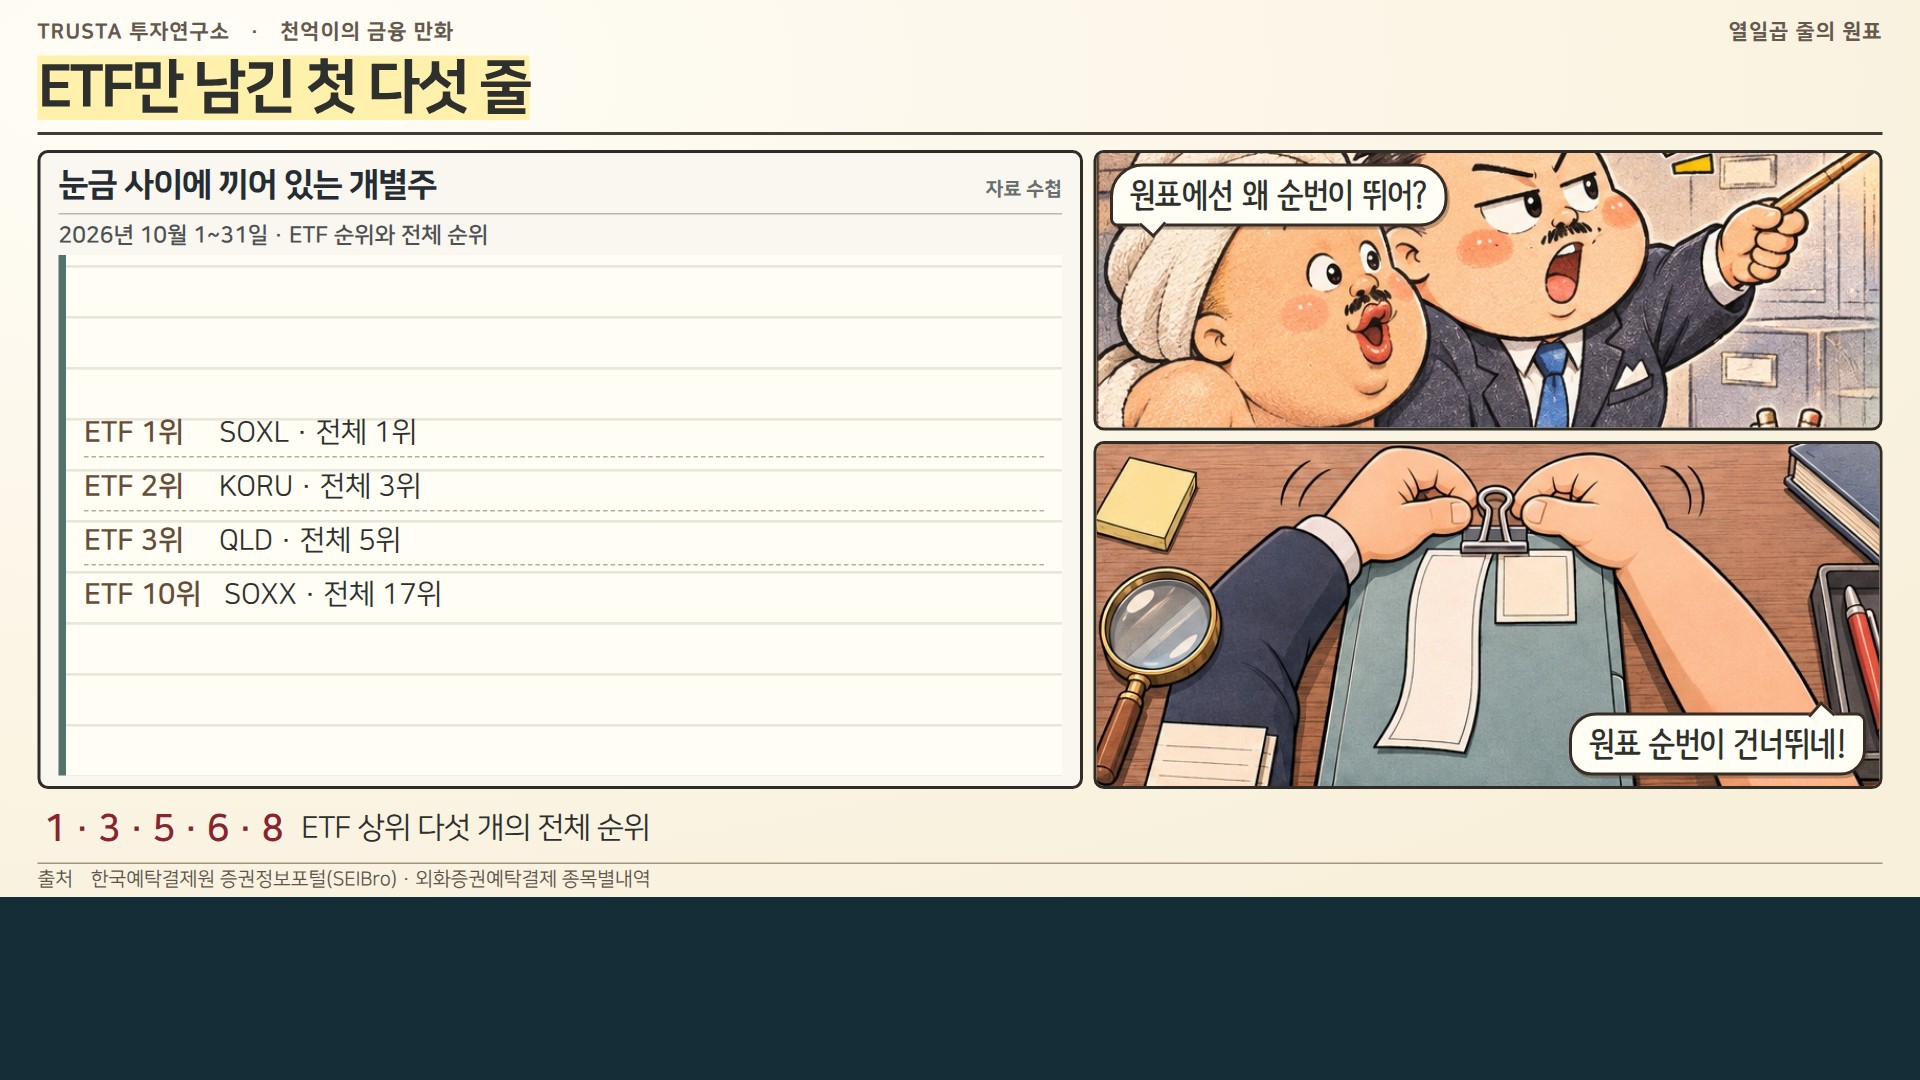 TRUSTA 투자연구소 · 천억이의 금융 만화
열일곱 줄의 원표
ETF만 남긴 첫 다섯 줄
눈금 사이에 끼어 있는 개별주
자료 수첩
2026년 10월 1~31일 · ETF 순위와 전체 순위
ETF 1위 SOXL · 전체 1위
ETF 2위 KORU · 전체 3위
ETF 3위 QLD · 전체 5위
ETF 10위 SOXX · 전체 17위
원표에선 왜 순번이 뛰어?
원표 순번이 건너뛰네!
1 · 3 · 5 · 6 · 8 ETF 상위 다섯 개의 전체 순위
출처 한국예탁결제원 증권정보포털(SEIBro) · 외화증권예탁결제 종목별내역